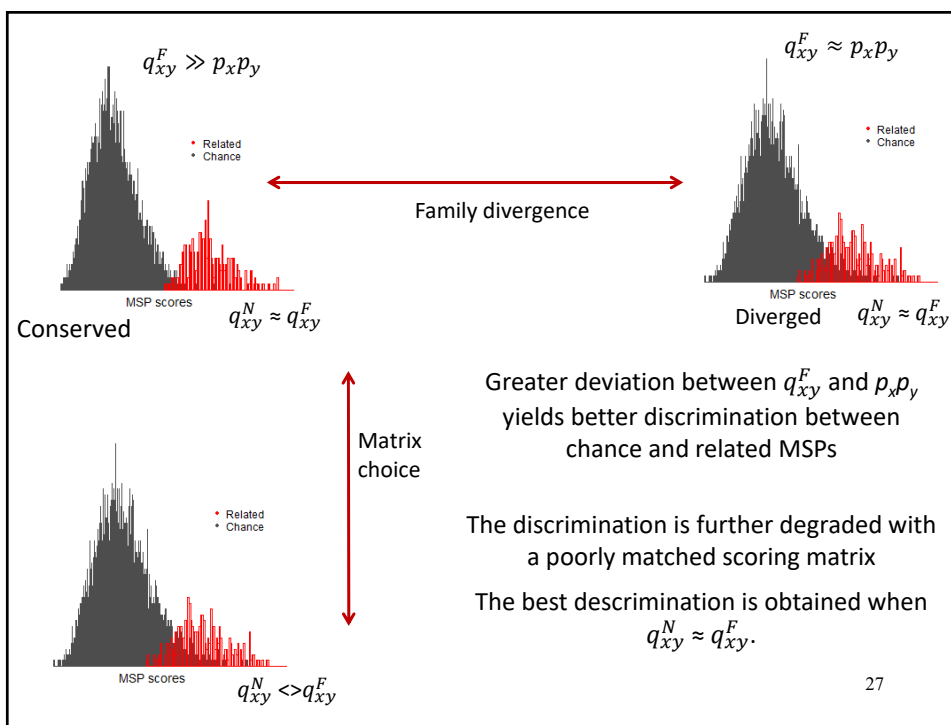 q^F_xy ≫ p_x p_y
Related
Chance
MSP scores
Conserved
q^N_xy ≈ q^F_xy
Family divergence
q^F_xy ≈ p_x p_y
Related
Chance
MSP scores
Diverged
q^N_xy ≈ q^F_xy
Matrix
choice
Greater deviation between q^F_xy and p_x p_y
yields better discrimination between
chance and related MSPs
The discrimination is further degraded with
a poorly matched scoring matrix
The best descrimination is obtained when
q^N_xy ≈ q^F_xy.
Related
Chance
MSP scores
q^N_xy <>q^F_xy
27